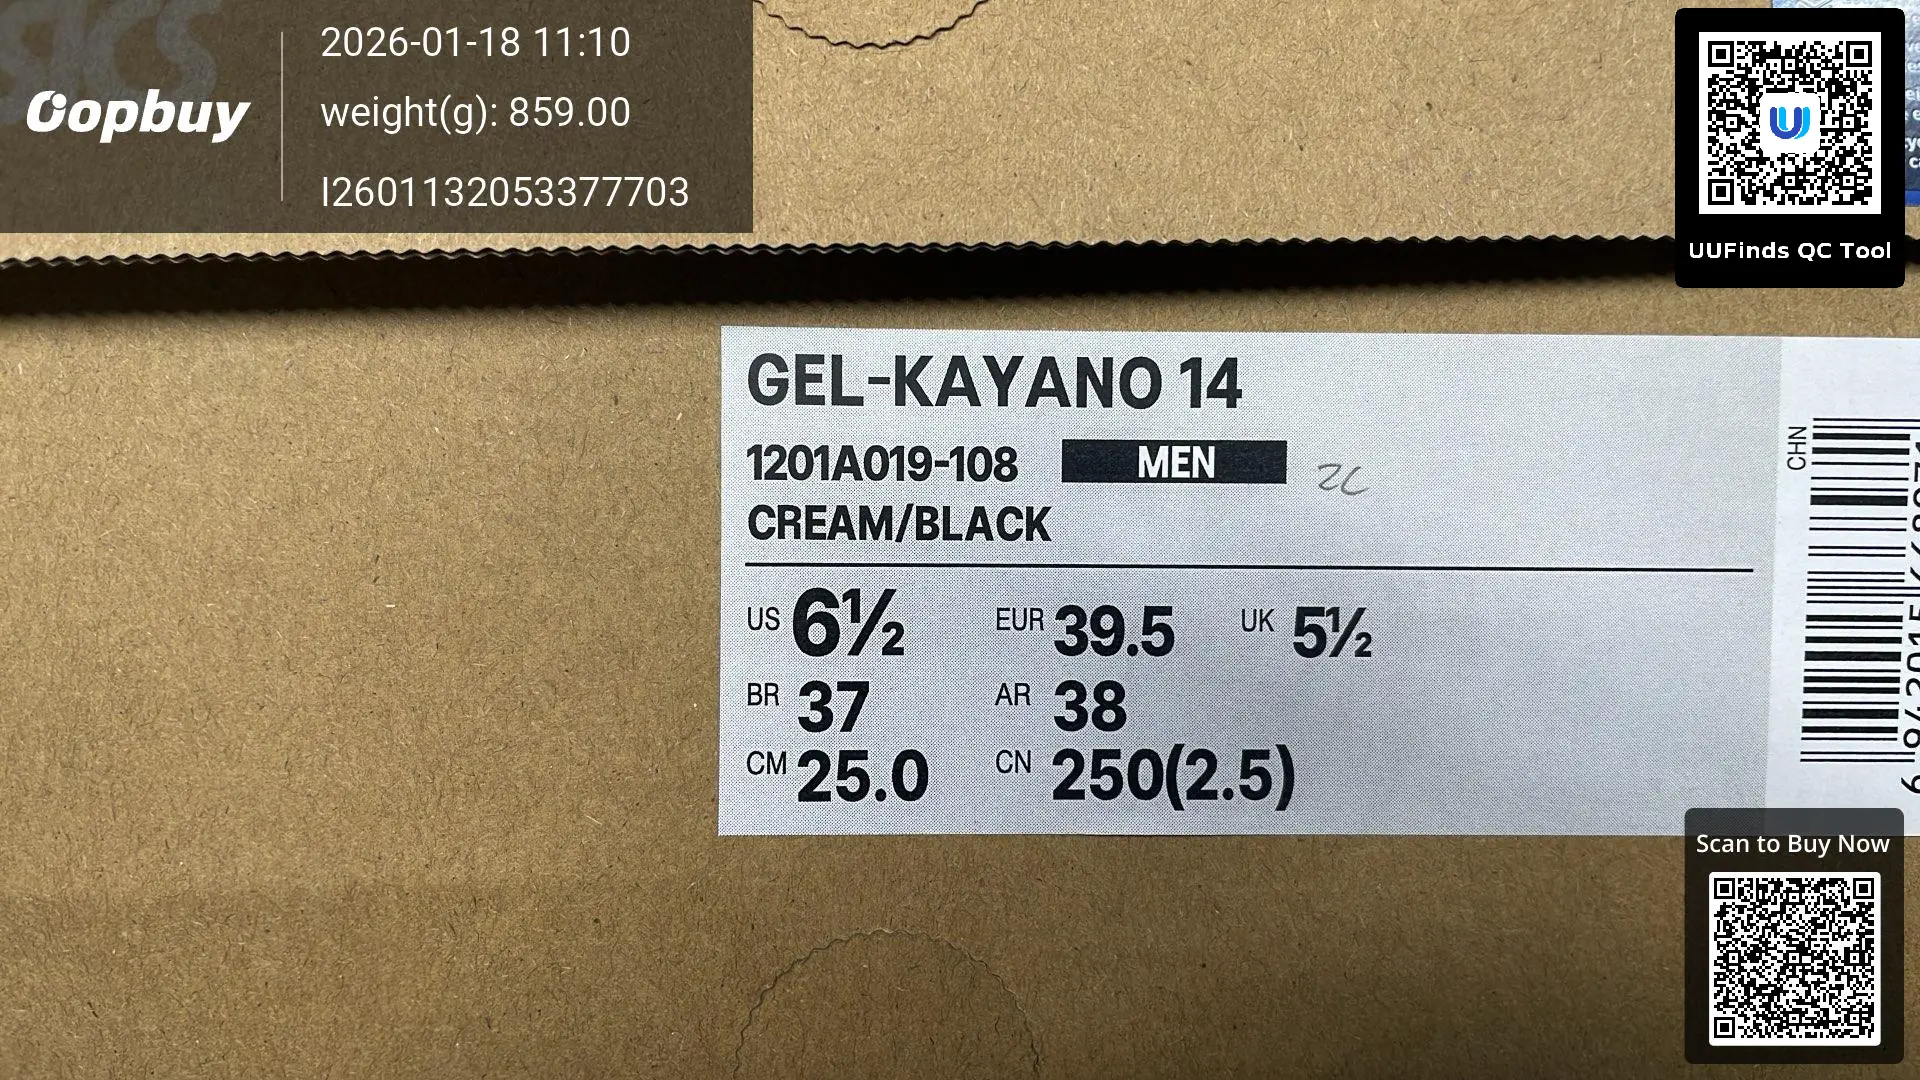 asics
oopbuy
2026-01-18 11:10
weight(g): 859.00
I2601132053377703
UUFinds QC Tool
GEL-KAYANO 14
1201A019-108 MEN
CREAM/BLACK
US 6½ EUR 39.5 UK 5½
BR 37 AR 38
CM 25.0 CN 250(2.5)
CHN
Scan to Buy Now